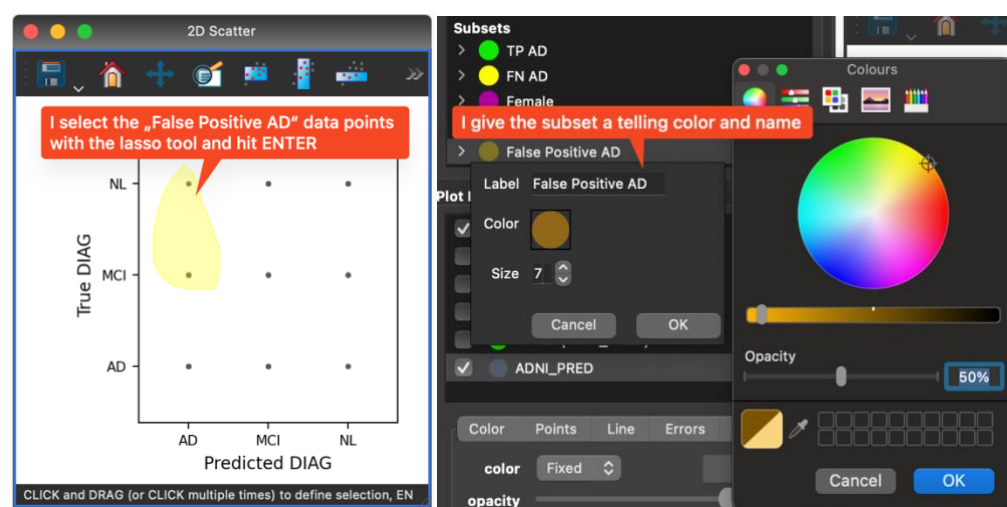 2D Scatter
I select the „False Positive AD“ data points
with the lasso tool and hit ENTER
NL
MCI
AD
True DIAG
AD
MCI
NL
Predicted DIAG
CLICK and DRAG (or CLICK multiple times) to define selection, EN
Subsets
TP AD
FN AD
Female
I give the subset a telling color and name
False Positive AD
Label
False Positive AD
Plot
Color
Size
7
Cancel
OK
ADNI_PRED
Color
Points
Line
Errors
color
Fixed
opacity
Colours
Opacity
50%
Cancel
OK